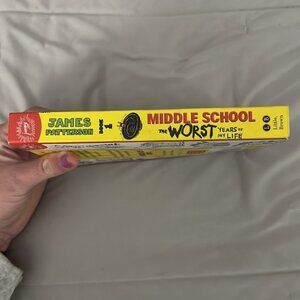 JAMES
PATTERSON
MIDDLE SCHOOL
THE WORST YEARS OF
MY LIFE
Little,
Brown